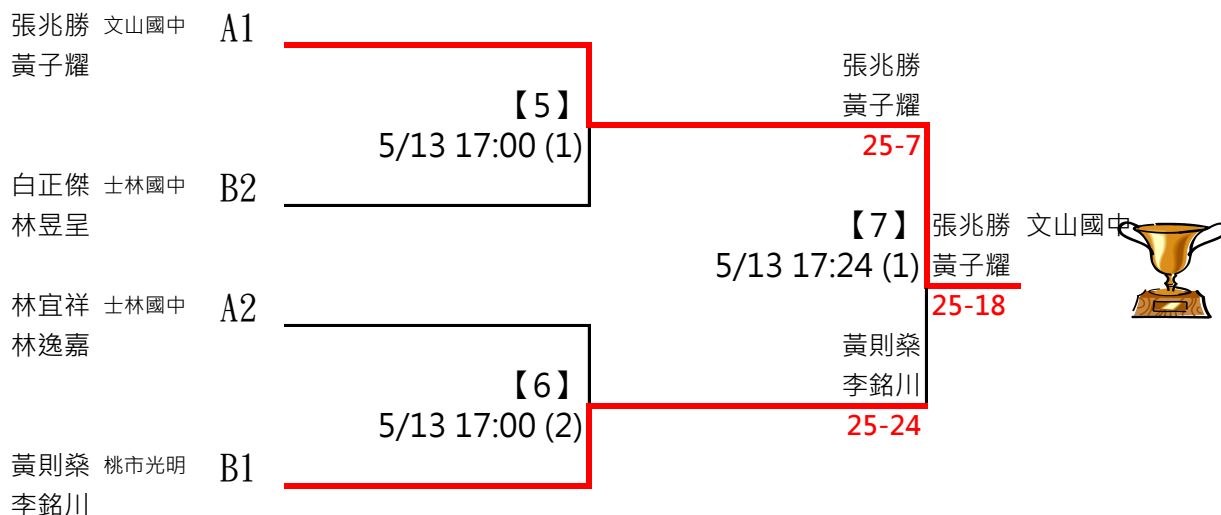 張兆勝 文山國中 A1
黃子耀
張兆勝
黃子耀
【5】
5/13 17:00 (1)
25-7
白正傑 士林國中 B2
林昱呈
【7】
5/13 17:24 (1)
張兆勝 文山國中
黃子耀
25-18
林宜祥 士林國中 A2
林逸嘉
黃則燊
李銘川
【6】
5/13 17:00 (2)
25-24
黃則燊 桃市光明 B1
李銘川